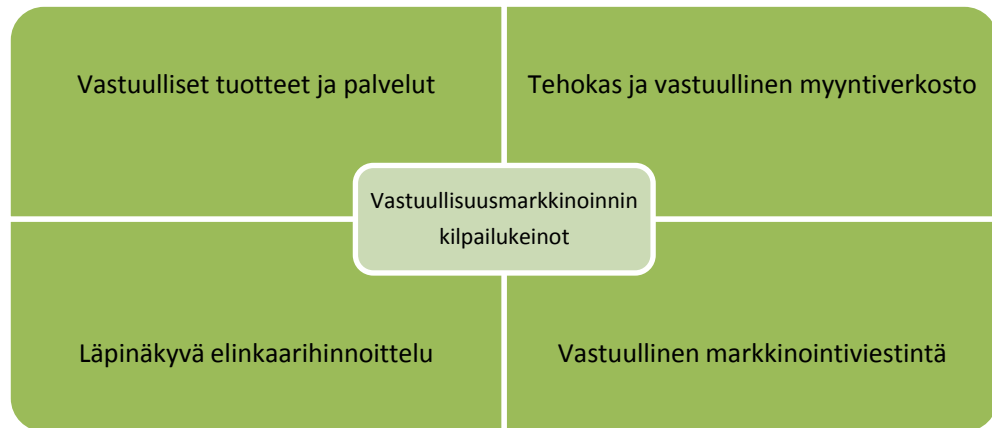 Vastuulliset tuotteet ja palvelut
Tehokas ja vastuullinen myyntiverkosto
Vastuullisuusmarkkinoinnin
kilpailukeinot
Läpinäkyvä elinkaarihinnoittelu
Vastuullinen markkinointiviestintä